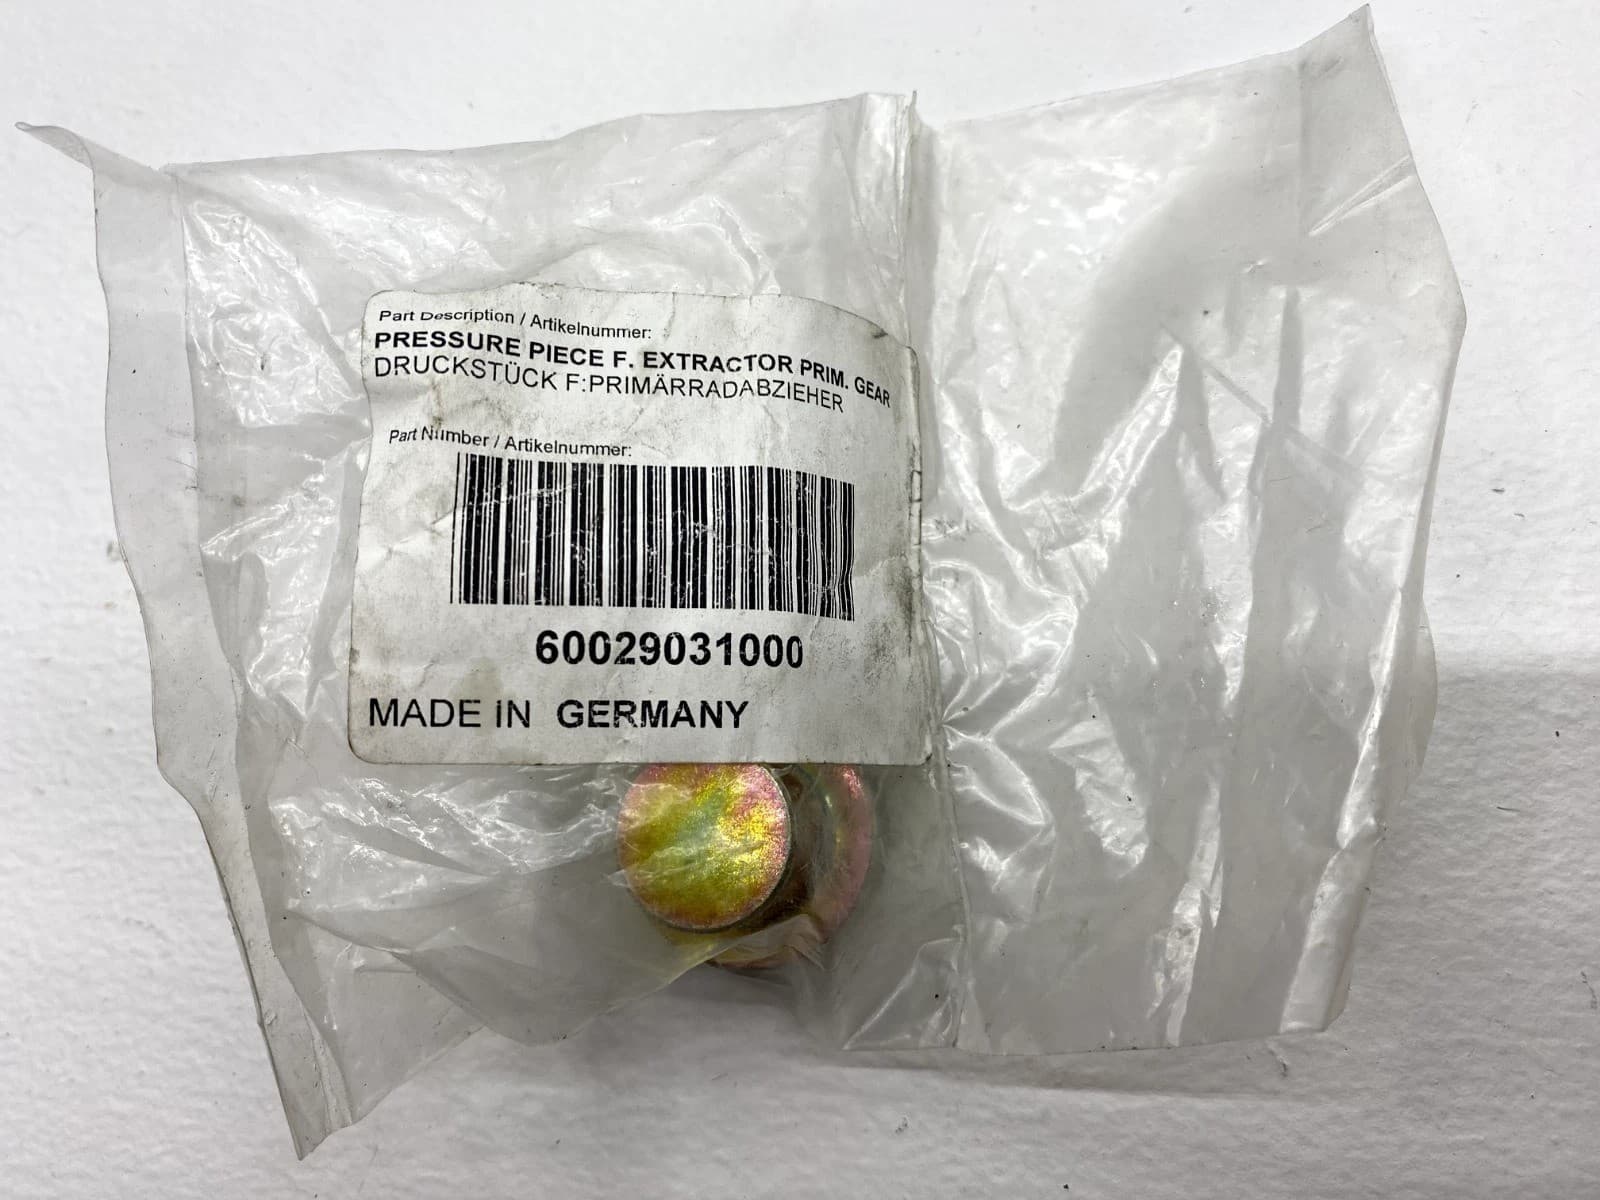 Part Description / Artikelnummer:
PRESSURE PIECE F. EXTRACTOR PRIM. GEAR
DRUCKSTÜCK F:PRIMÄRRADABZIEHER
Part Number / Artikelnummer:
60029031000
MADE IN GERMANY